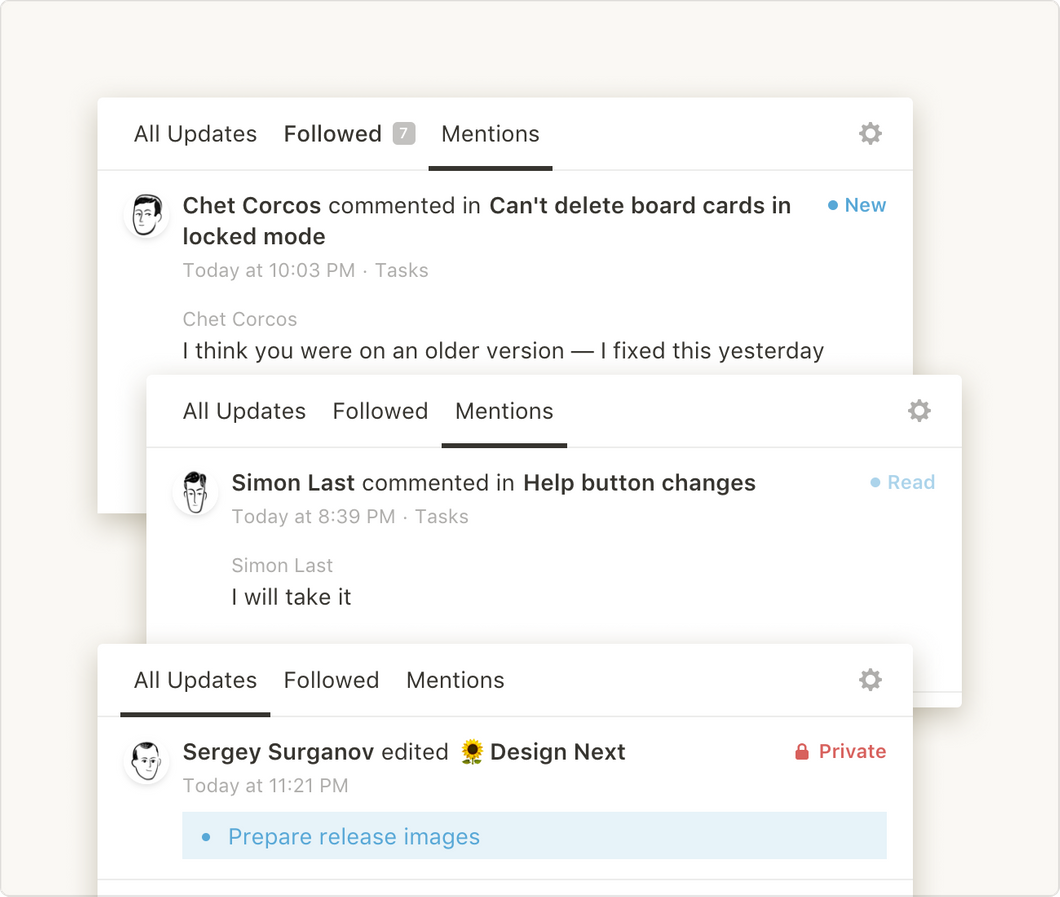 All Updates Followed 7 Mentions
Chet Corcos commented in Can't delete board cards in
locked mode
New
Today at 10:03 PM · Tasks
Chet Corcos
I think you were on an older version — I fixed this yesterday
All Updates Followed Mentions
Simon Last commented in Help button changes
Read
Today at 8:39 PM · Tasks
Simon Last
I will take it
All Updates Followed Mentions
Sergey Surganov edited 🌻 Design Next
Private
Today at 11:21 PM
• Prepare release images